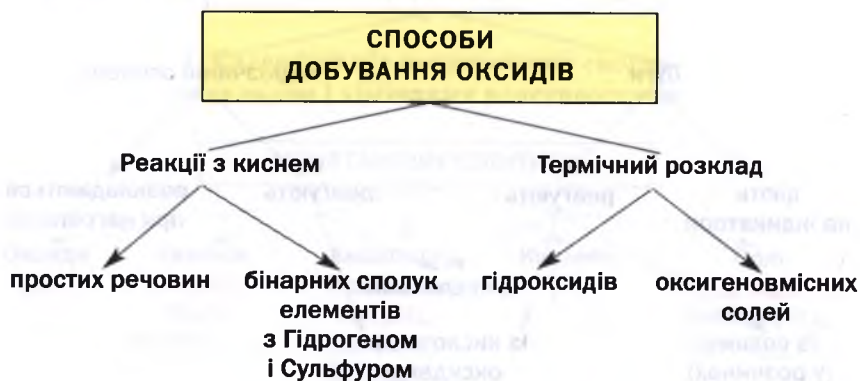 СПОСОБИ
ДОБУВАННЯ ОКСИДІВ
Реакції з киснем
Термічний розклад
простих речовин
бінарних сполук
елементів
з Гідрогеном
і Сульфуром
гідроксидів
оксигеновмісних
солей